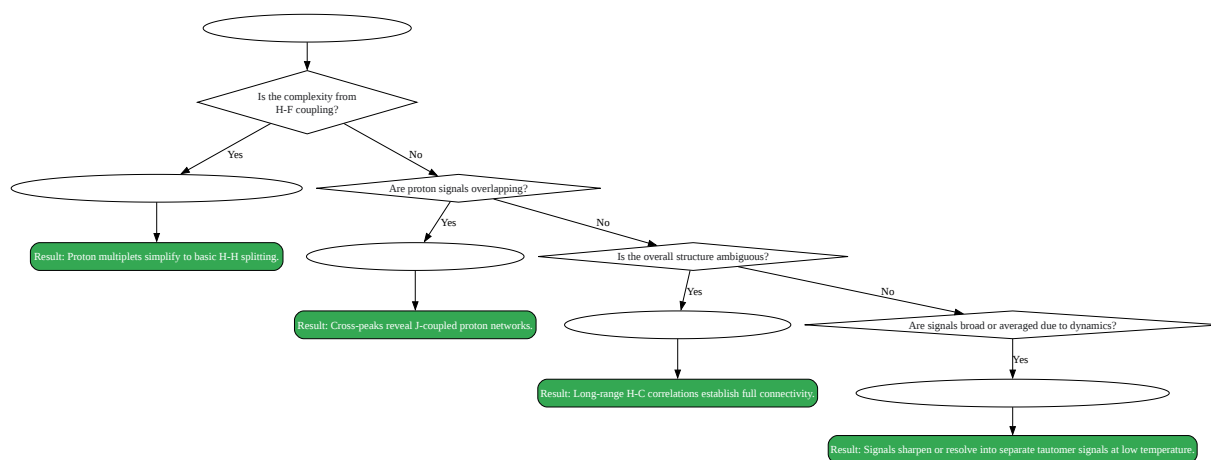 Is the complexity from
H-F coupling?
Yes
No
Are proton signals overlapping?
Result: Proton multiplets simplify to basic H-H splitting.
Yes
No
Is the overall structure ambiguous?
Result: Cross-peaks reveal J-coupled proton networks.
Yes
No
Are signals broad or averaged due to dynamics?
Result: Long-range H-C correlations establish full connectivity.
Yes
Result: Signals sharpen or resolve into separate tautomer signals at low temperature.